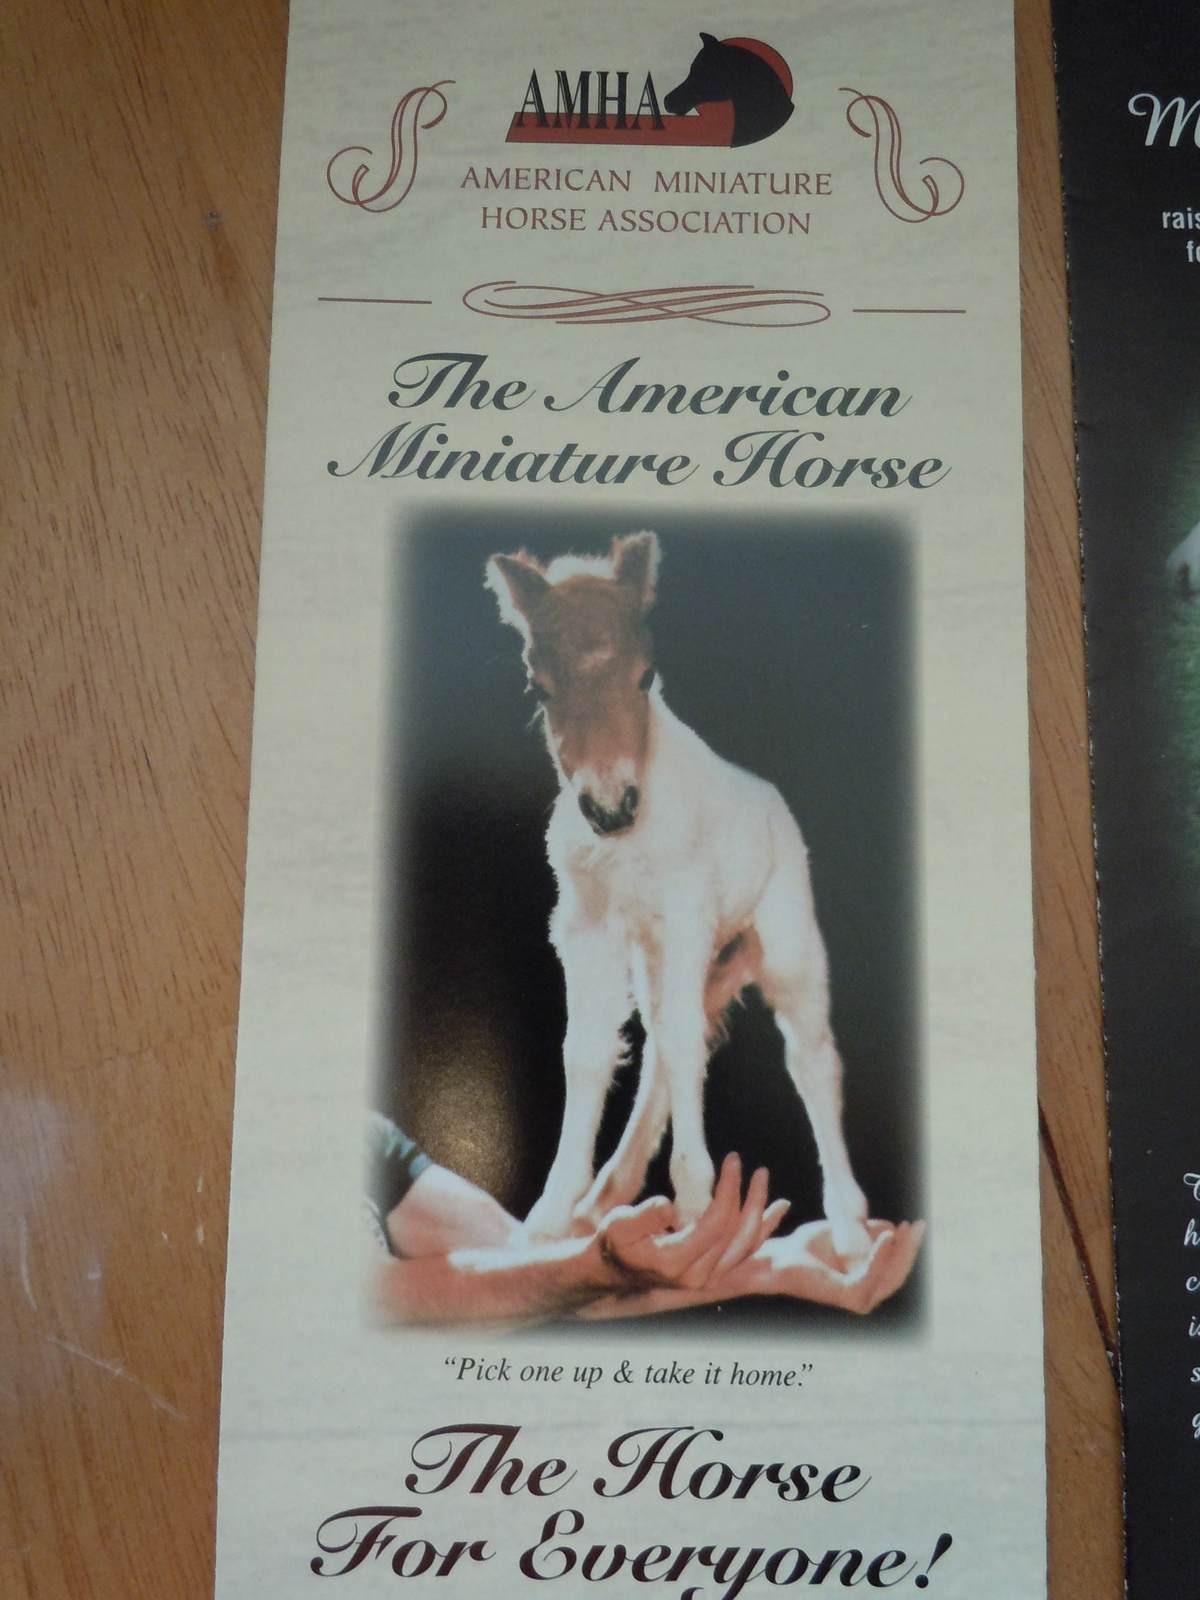 AMHA
AMERICAN MINIATURE
HORSE ASSOCIATION
The American
Miniature Horse
"Pick one up & take it home."
The Horse
For Everyone!